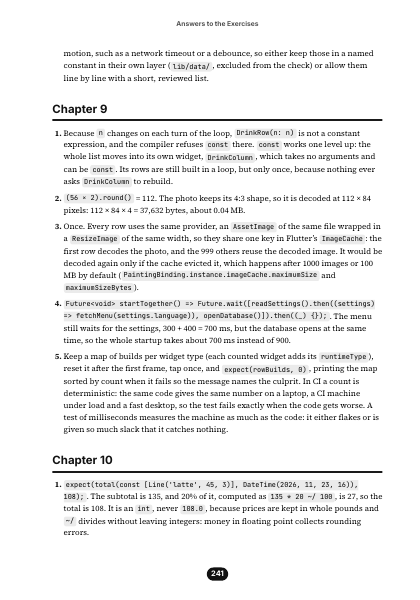 Answers to the Exercises
motion, such as a network timeout or a debounce, so either keep those in a named
constant in their own layer ( lib/data/ , excluded from the check) or allow them
line by line with a short, reviewed list.
Chapter 9
1. Because n changes on each turn of the loop, DrinkRow(n: n) is not a constant
expression, and the compiler refuses const there. const works one level up: the
whole list moves into its own widget, DrinkColumn , which takes no arguments and
can be const . Its rows are still built in a loop, but only once, because nothing ever
asks DrinkColumn to rebuild.
2. (56 × 2).round() = 112. The photo keeps its 4:3 shape, so it is decoded at 112 × 84
pixels: 112 × 84 × 4 = 37,632 bytes, about 0.04 MB.
3. Once. Every row uses the same provider, an AssetImage of the same file wrapped in
a ResizeImage of the same width, so they share one key in Flutter's ImageCache : the
first row decodes the photo, and the 999 others reuse the decoded image. It would be
decoded again only if the cache evicted it, which happens after 1000 images or 100
MB by default ( PaintingBinding.instance.imageCache.maximumSize and
maximumSizeBytes ).
4. Future<void> startTogether() => Future.wait([readSettings().then((settings)
=> fetchMenu(settings.language)), openDatabase()]).then((_) {}); . The menu
still waits for the settings, 300 + 400 = 700 ms, but the database opens at the same
time, so the whole startup takes about 700 ms instead of 900.
5. Keep a map of builds per widget type (each counted widget adds its runtimeType ),
reset it after the first frame, tap once, and expect(rowBuilds, 0) , printing the map
sorted by count when it fails so the message names the culprit. In CI a count is
deterministic: the same code gives the same number on a laptop, a CI machine
under load and a fast desktop, so the test fails exactly when the code gets worse. A
test of milliseconds measures the machine as much as the code: it either flakes or is
given so much slack that it catches nothing.
Chapter 10
1. expect(total(const [Line('latte', 45, 3)], DateTime(2026, 11, 23, 16)),
108); . The subtotal is 135, and 20% of it, computed as 135 * 20 ~/ 100 , is 27, so the
total is 108. It is an int , never 108.0 , because prices are kept in whole pounds and
~/ divides without leaving integers: money in floating point collects rounding
errors.
241